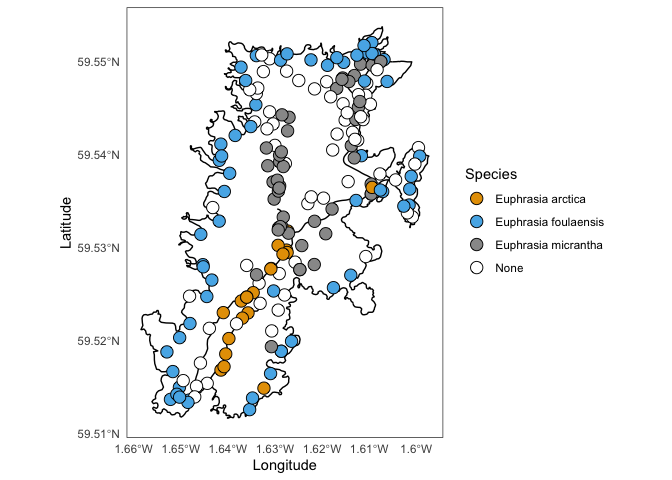 59.55°N
59.54°N
59.53°N
59.52°N
59.51°N
1.66°W 1.65°W 1.64°W 1.63°W 1.62°W 1.61°W 1.6°W
Longitude
Latitude
Species
Euphrasia arctica
Euphrasia foulaensis
Euphrasia micrantha
None